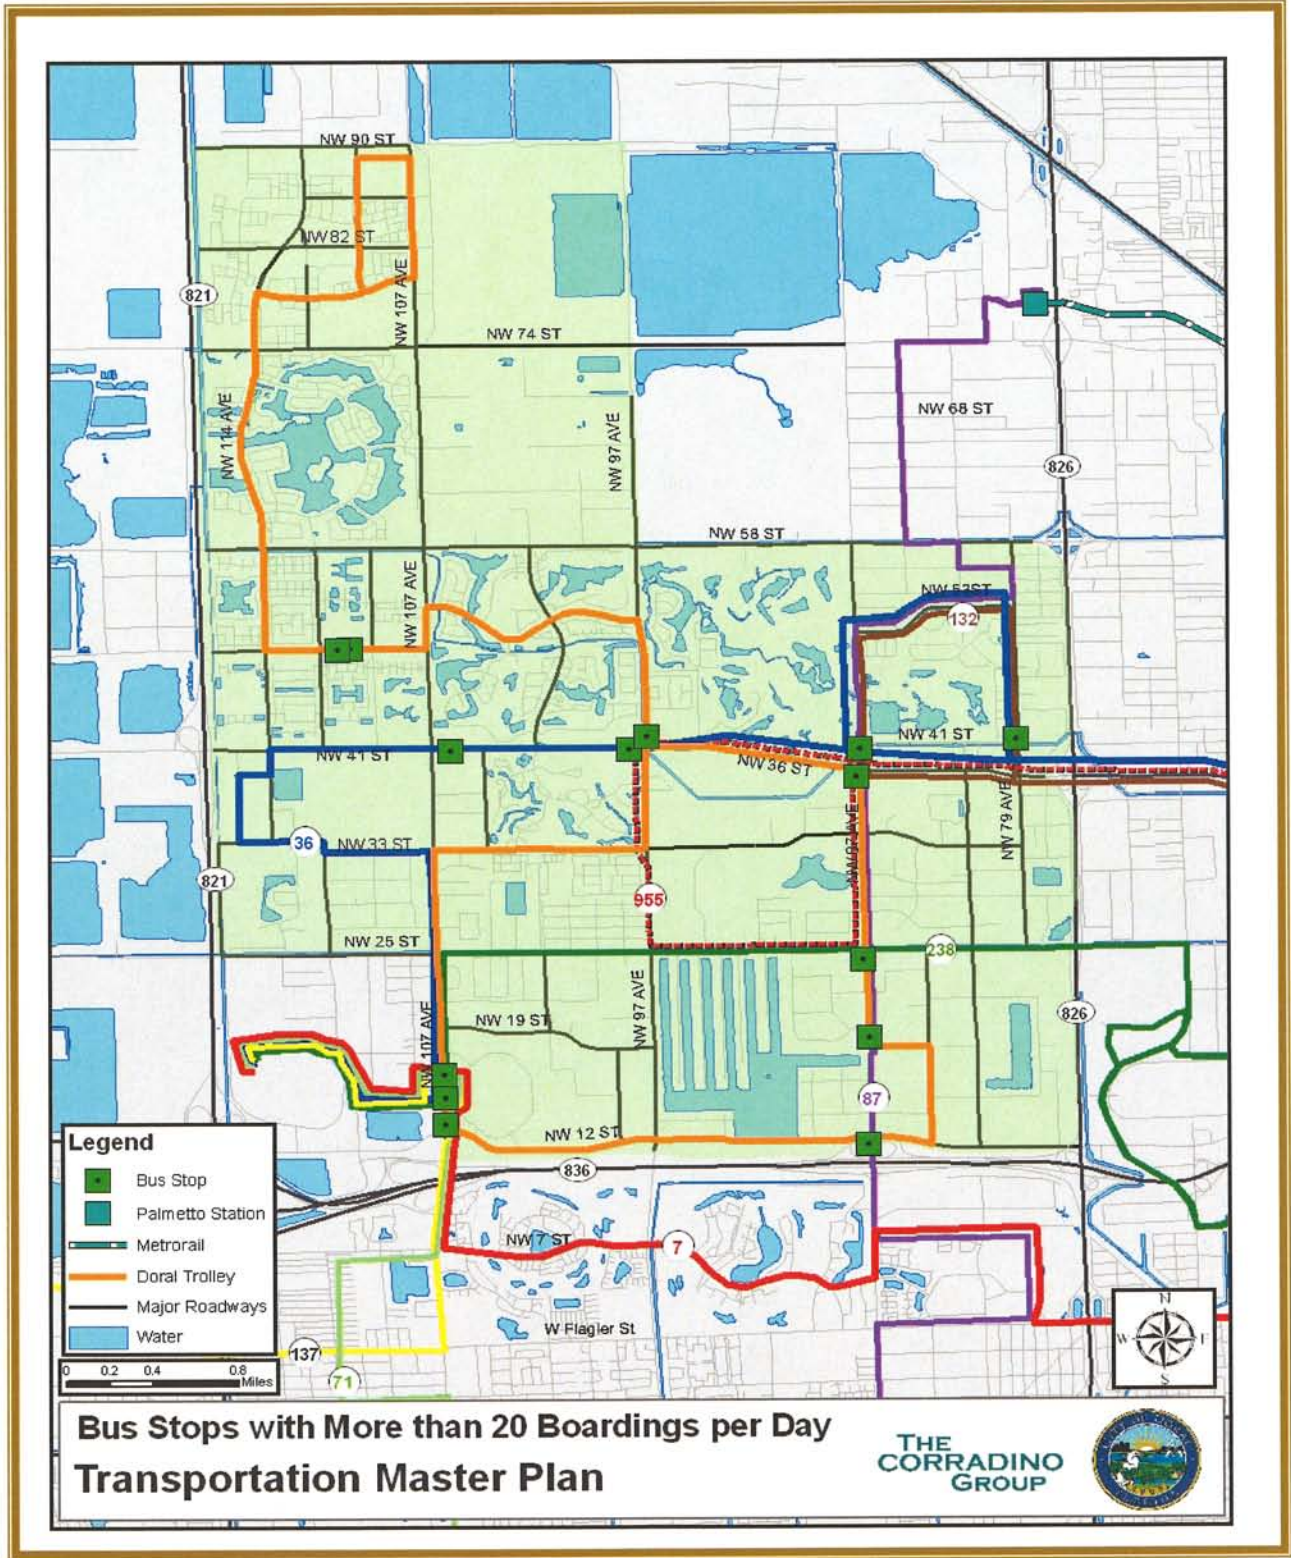 NW 90 ST
NW 82 ST
821
NW 107 AVE
NW 74 ST
NW 114 AVE
NW 97 AVE
NW 68 ST
826
NW 58 ST
NW 107 AVE
132
NW 41 ST
NW 41 ST
NW 36 ST
36
NW 33 ST
NW 79 AVE
821
955
NW 25 ST
238
NW 97 AVE
NW 107 AVE
NW 19 ST
826
87
NW 12 ST
836
NW 7 ST
7
W Flagler St
137
71
Legend
Bus Stop
Palmetto Station
Metrorail
Doral Trolley
Major Roadways
Water
0 0.2 0.4 0.8
Miles
N
W
S
Bus Stops with More than 20 Boardings per Day
Transportation Master Plan
THE
CORRADINO
GROUP